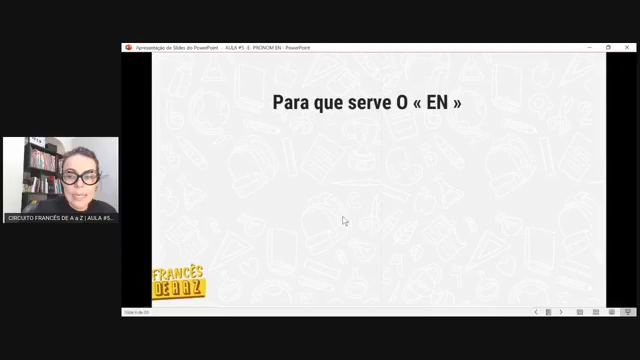 Apresentação de Slides do PowerPoint - AULA #5 :E: PRONOM EN - PowerPoint
Para que serve O « EN »
CIRCUITO FRANCÊS DE A a Z | AULA #5...
FRANCÊS
DE A A Z